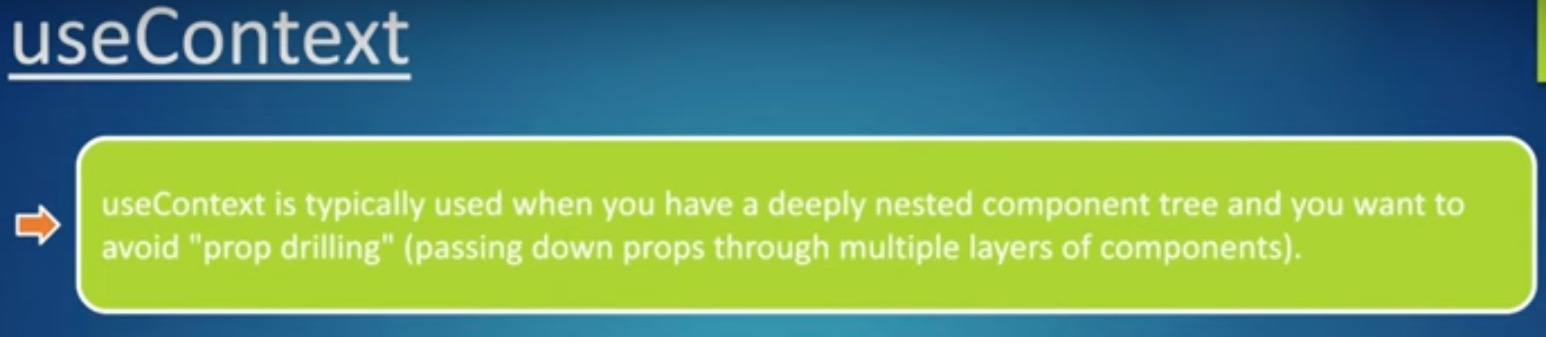 useContext
useContext is typically used when you have a deeply nested component tree and you want to
avoid "prop drilling" (passing down props through multiple layers of components).